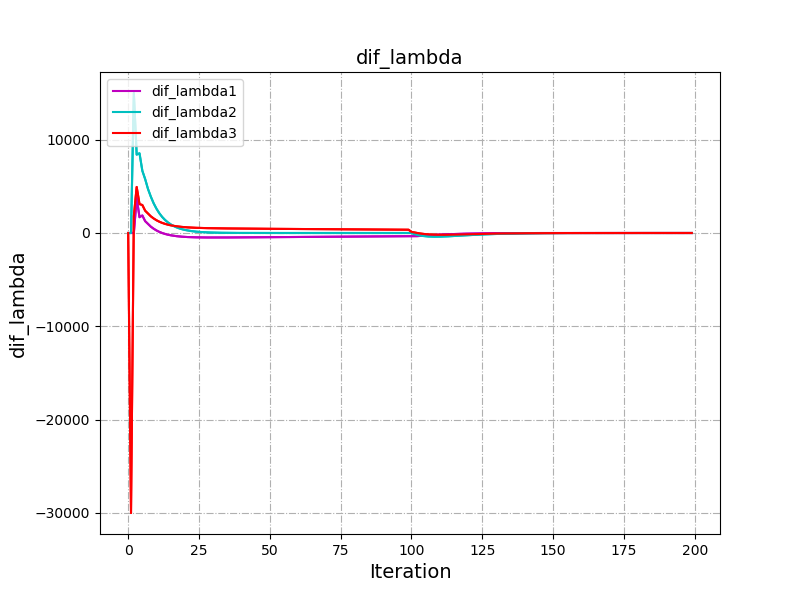 dif_lambda
dif_lambda1
dif_lambda2
dif_lambda3
10000
0
−10000
−20000
−30000
dif_lambda
0 25 50 75 100 125 150 175 200
Iteration